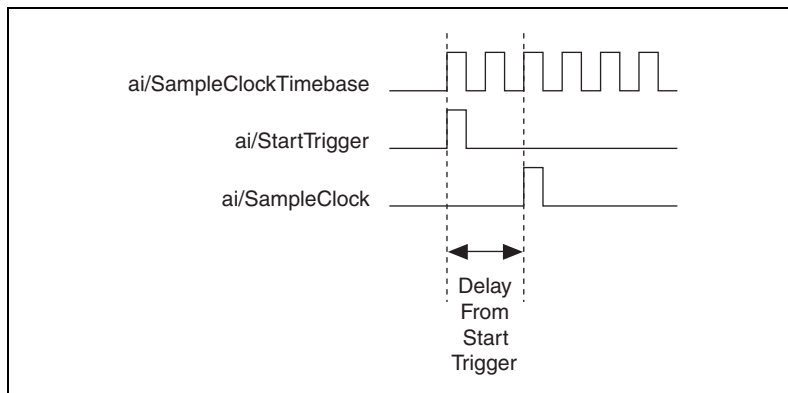 ai/SampleClockTimebase
ai/StartTrigger
ai/SampleClock
Delay
From
Start
Trigger